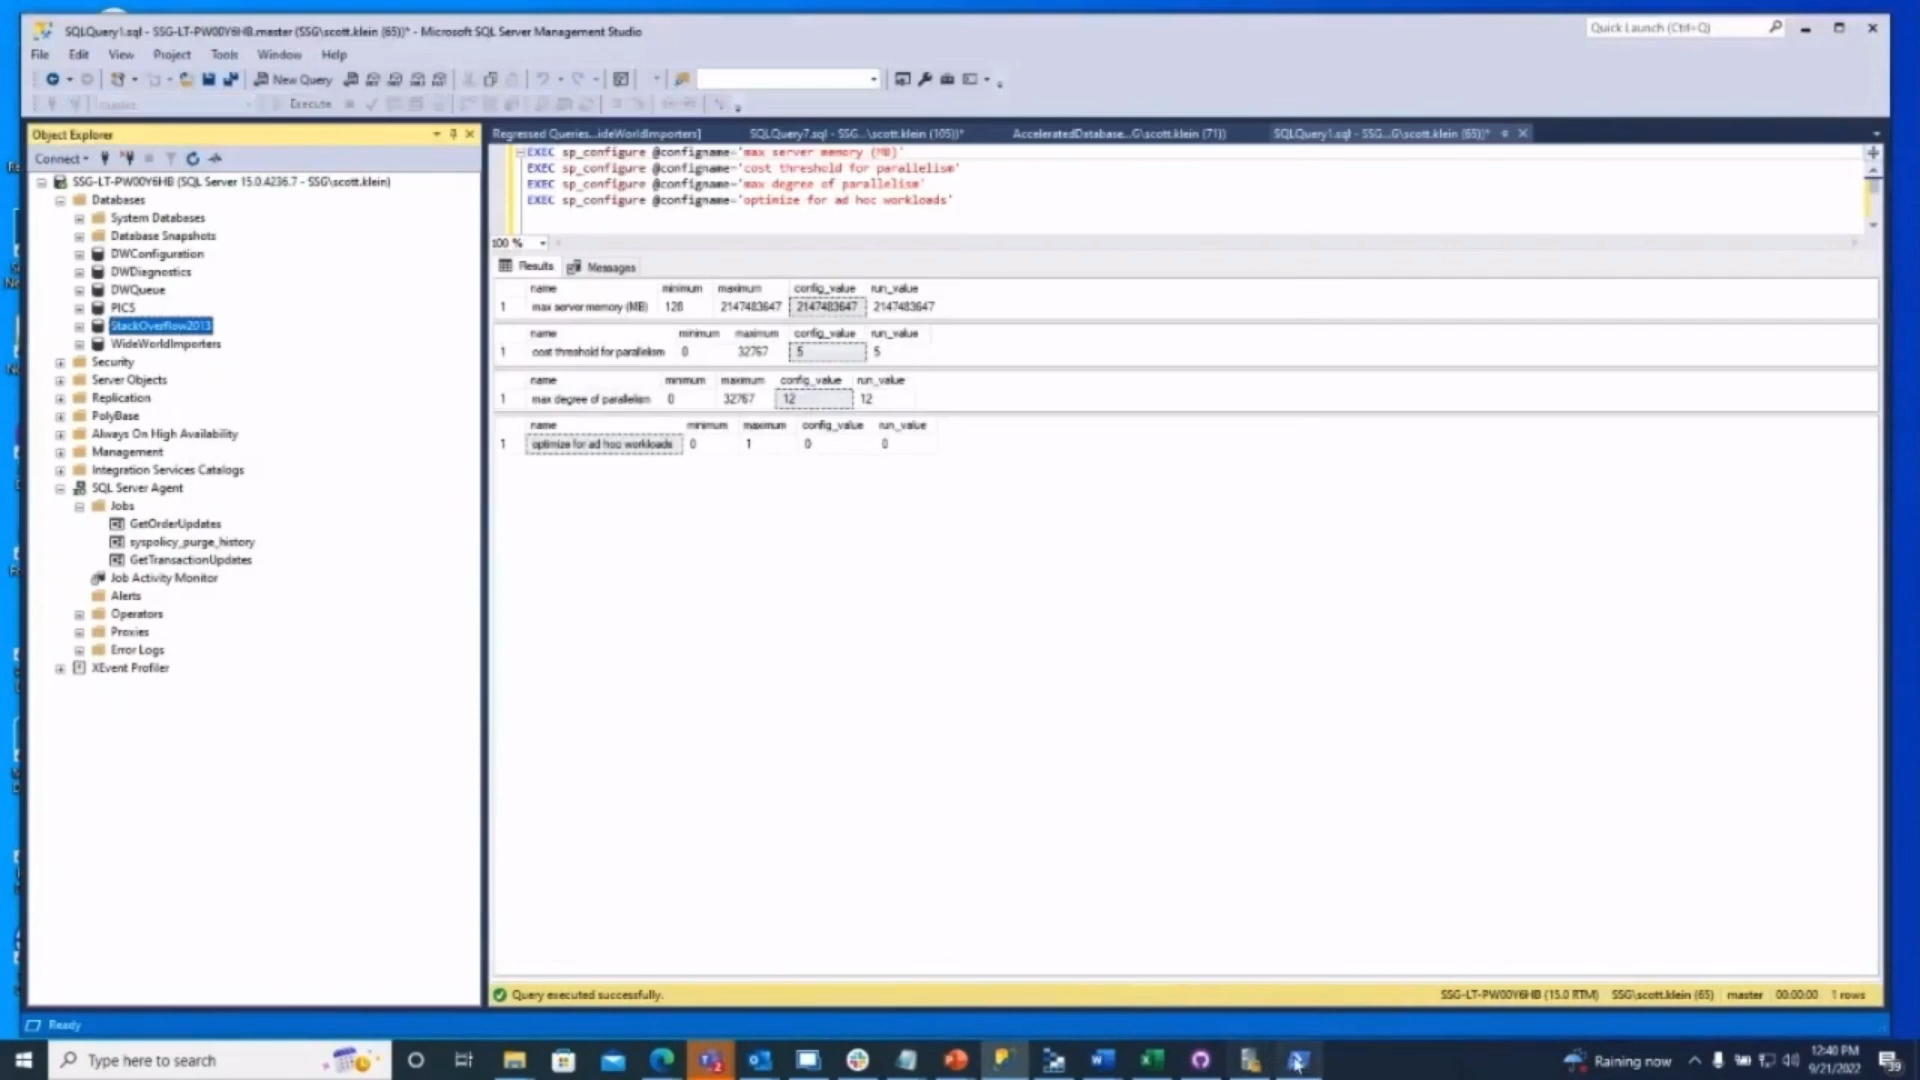 SQLQuery1.sql - SSG-LT-PW00Y6HB.master (SSG\scott.klein (65))* - Microsoft SQL Server Management Studio
Quick Launch (Ctrl+Q)
File Edit View Project Tools Window Help
New Query
master
Execute
Object Explorer
Regressed Queries...ideWorldImporters]
SQLQuery7.sql - SSG...\scott.klein (105))*
AcceleratedDatabase...G\scott.klein (71))
SQLQuery1.sql - SSG...G\scott.klein (65))*
Connect
SSG-LT-PW00Y6HB (SQL Server 15.0.4236.7 - SSG\scott.klein)
Databases
System Databases
Database Snapshots
DWConfiguration
DWDiagnostics
DWQueue
PICS
StackOverflow2013
WideWorldImporters
Security
Server Objects
Replication
PolyBase
Always On High Availability
Management
Integration Services Catalogs
SQL Server Agent
Jobs
GetOrderUpdates
syspolicy_purge_history
GetTransactionUpdates
Job Activity Monitor
Alerts
Operators
Proxies
Error Logs
XEvent Profiler
EXEC sp_configure @configname='max server memory (MB)'
EXEC sp_configure @configname='cost threshold for parallelism'
EXEC sp_configure @configname='max degree of parallelism'
EXEC sp_configure @configname='optimize for ad hoc workloads'
100 %
Results Messages
name minimum maximum config_value run_value
1 max server memory (MB) 128 2147483647 2147483647 2147483647
name minimum maximum config_value run_value
1 cost threshold for parallelism 0 32767 5 5
name minimum maximum config_value run_value
1 max degree of parallelism 0 32767 12 12
name minimum maximum config_value run_value
1 optimize for ad hoc workloads 0 1 0 0
Query executed successfully.
SSG-LT-PW00Y6HB (15.0 RTM) SSG\scott.klein (65) master 00:00:00 1 rows
Ready
Type here to search
Raining now
12:40 PM
9/21/2022
39